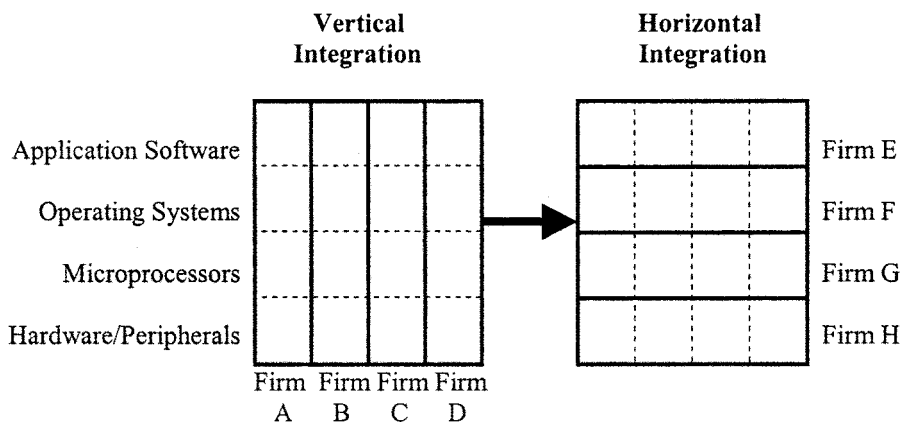 Vertical
Integration
Horizontal
Integration
Application Software
Operating Systems
Microprocessors
Hardware/Peripherals
Firm E
Firm F
Firm G
Firm H
Firm Firm Firm Firm
A B C D